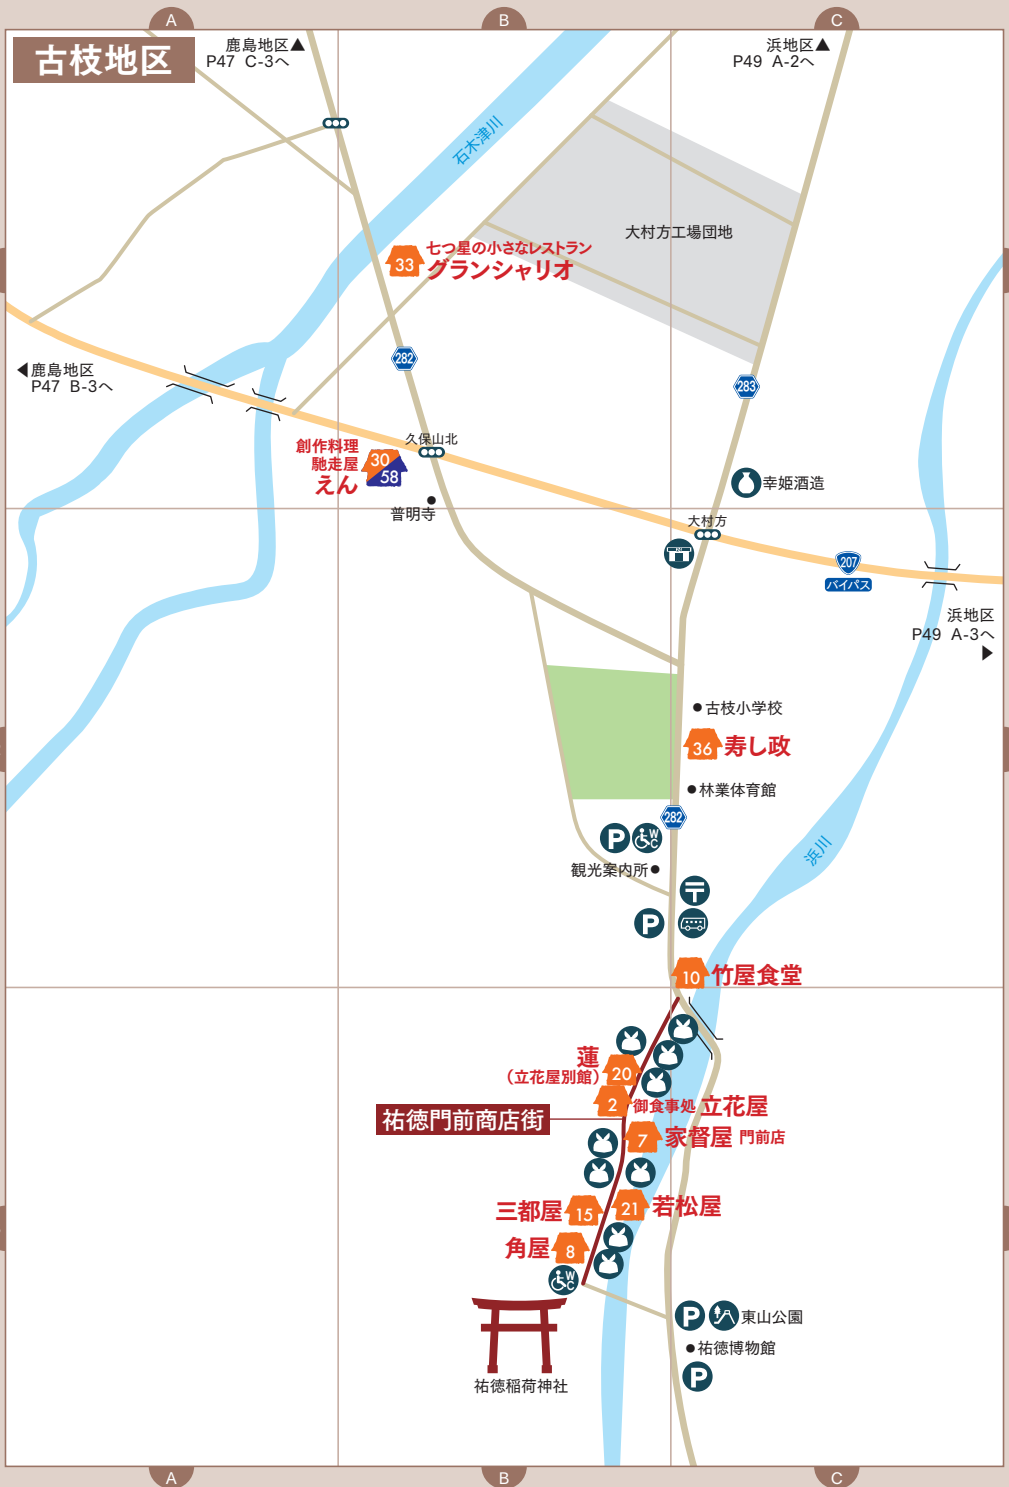 A
B
C
古枝地区
鹿島地区▲
P47 C-3へ
浜地区▲
P49 A-2へ
石木津川
大村方工場団地
七つ星の小さなレストラン
33
グランシャリオ
282
◀鹿島地区
P47 B-3へ
283
久保山北
創作料理
馳走屋
えん
30
58
普明寺
幸姫酒造
大村方
207
バイパス
浜地区
P49 A-3へ
▶
古枝小学校
36
寿し政
林業体育館
282
P
WC
観光案内所
浜川
〒
P
10
竹屋食堂
蓮
(立花屋別館)
20
2
御食事処 立花屋
祐徳門前商店街
7
家督屋 門前店
三都屋
15
21
若松屋
角屋
8
WC
P
東山公園
祐徳博物館
P
祐徳稲荷神社
A
B
C